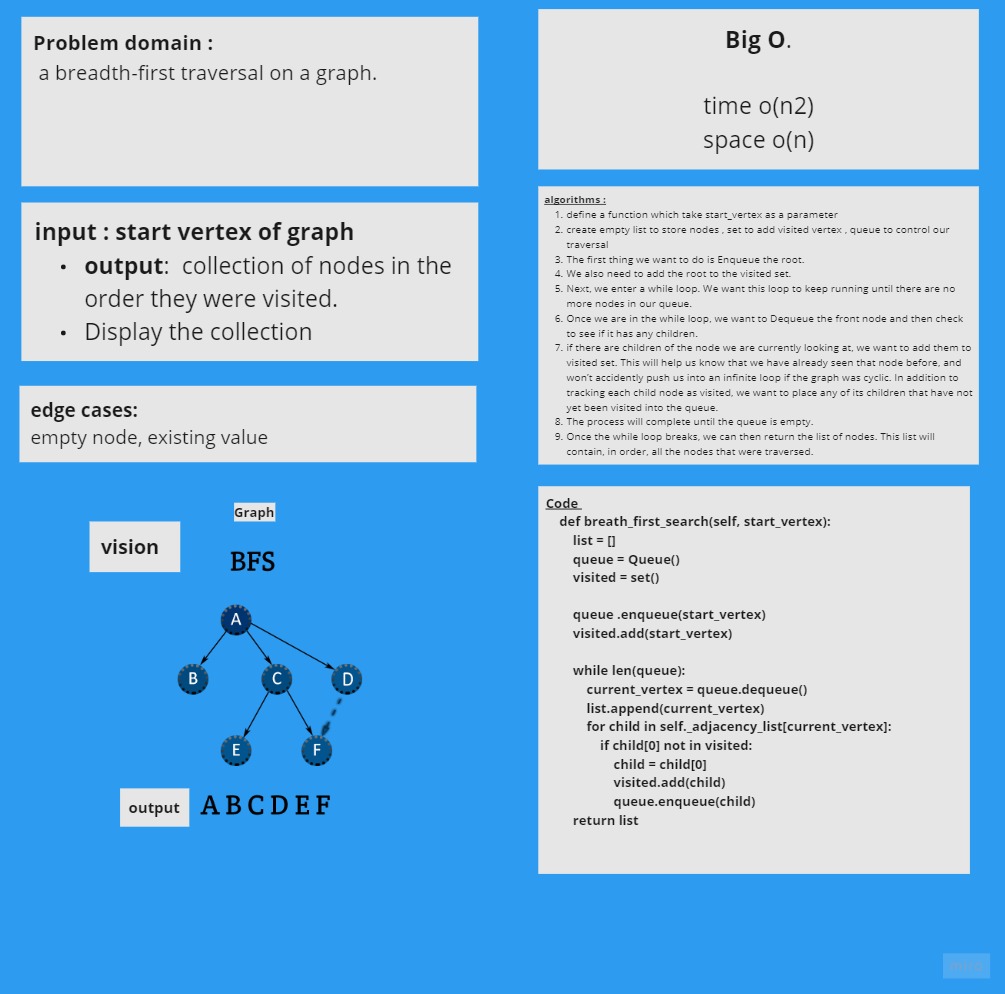 Problem domain :
a breadth-first traversal on a graph.
input : start vertex of graph
• output: collection of nodes in the
order they were visited.
• Display the collection
edge cases:
empty node, existing value
vision
Graph
BFS
A
B
C
D
E
F
output
A B C D E F
Big O.
time o(n2)
space o(n)
algorithms :
1. define a function which take start_vertex as a parameter
2. create empty list to store nodes , set to add visited vertex , queue to control our
traversal
3. The first thing we want to do is Enqueue the root.
4. We also need to add the root to the visited set.
5. Next, we enter a while loop. We want this loop to keep running until there are no
more nodes in our queue.
6. Once we are in the while loop, we want to Dequeue the front node and then check
to see if it has any children.
7. if there are children of the node we are currently looking at, we want to add them to
visited set. This will help us know that we have already seen that node before, and
won't accidently push us into an infinite loop if the graph was cyclic. In addition to
tracking each child node as visited, we want to place any of its children that have not
yet been visited into the queue.
8. The process will complete until the queue is empty.
9. Once the while loop breaks, we can then return the list of nodes. This list will
contain, in order, all the nodes that were traversed.
Code
def breath_first_search(self, start_vertex):
list = []
queue = Queue()
visited = set()
queue .enqueue(start_vertex)
visited.add(start_vertex)
while len(queue):
current_vertex = queue.dequeue()
list.append(current_vertex)
for child in self._adjacency_list[current_vertex]:
if child[0] not in visited:
child = child[0]
visited.add(child)
queue.enqueue(child)
return list